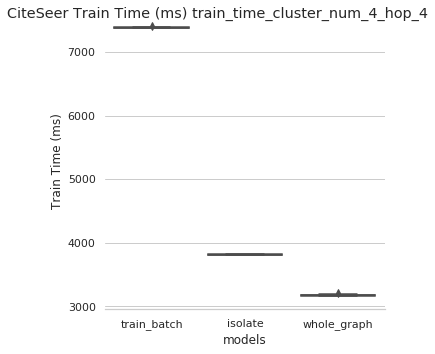 CiteSeer Train Time (ms) train_time_cluster_num_4_hop_4
7000
6000
5000
4000
3000
Train Time (ms)
train_batch isolate whole_graph
models